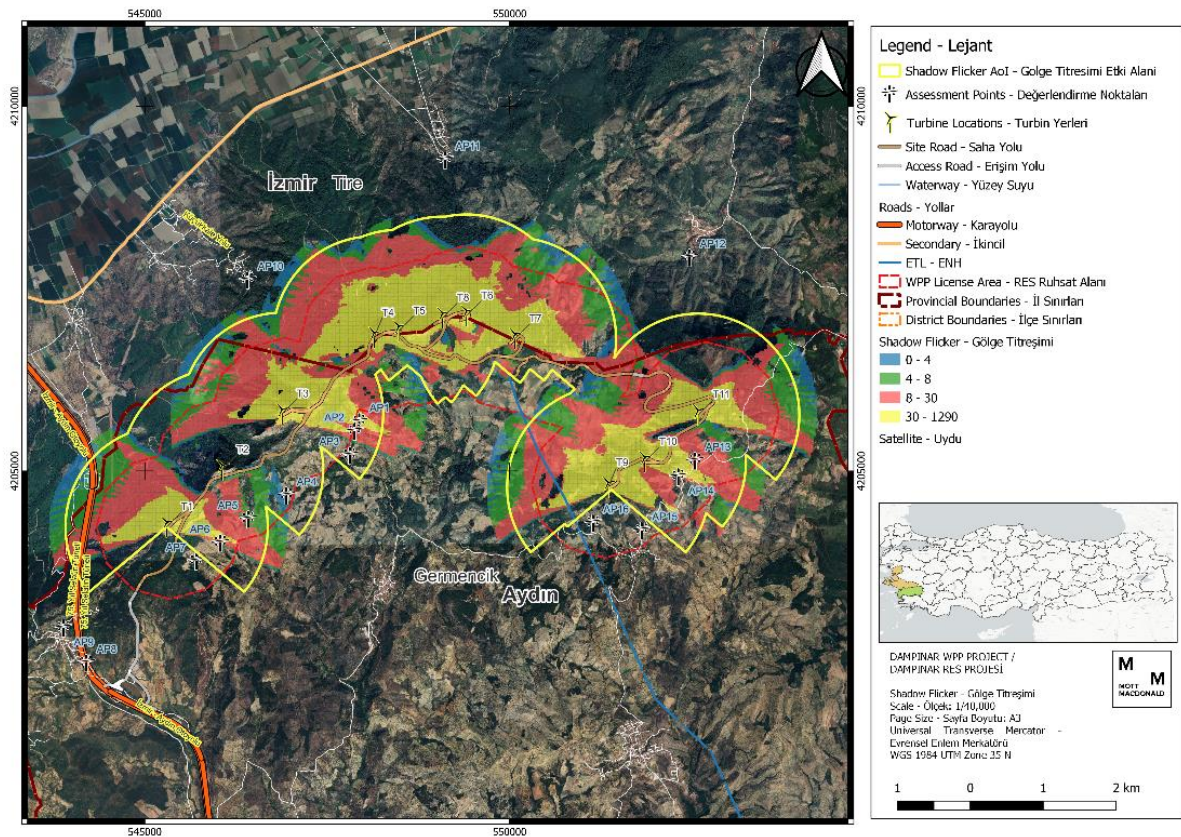 545000
550000
4210000
4210000
4205000
4205000
545000
550000
İzmir Tire
AP11
AP12
AP10
T4
T5
T8
T6
T7
T3
AP1
AP2
AP3
T11
T2
T10
T9
AP13
AP14
AP4
AP5
AP16
AP15
T1
AP6
AP7
Germencik
Aydın
AP9
AP8
Legend - Lejant
Shadow Flicker AoI - Golge Titresimi Etki Alani
Assessment Points - Değerlendirme Noktaları
Turbine Locations - Turbin Yerleri
Site Road - Saha Yolu
Access Road - Erişim Yolu
Waterway - Yüzey Suyu
Roads - Yollar
Motorway - Karayolu
Secondary - İkincil
ETL - ENH
WPP License Area - RES Ruhsat Alanı
Provincial Boundaries - İl Sınırları
District Boundaries - İlçe Sınırları
Shadow Flicker - Gölge Titreşimi
0 - 4
4 - 8
8 - 30
30 - 1290
Satellite - Uydu
DAMPINAR WPP PROJECT /
DAMPINAR RES PROJESİ
M
M
MOTT
MACDONALD
Shadow Flicker - Gölge Titreşimi
Scale - Ölçek: 1/40,000
Page Size - Sayfa Boyutu: A3
Universal Transverse Mercator -
Evrensel Enlem Merkatörü
WGS 1984 UTM Zone 35 N
1 0 1 2 km